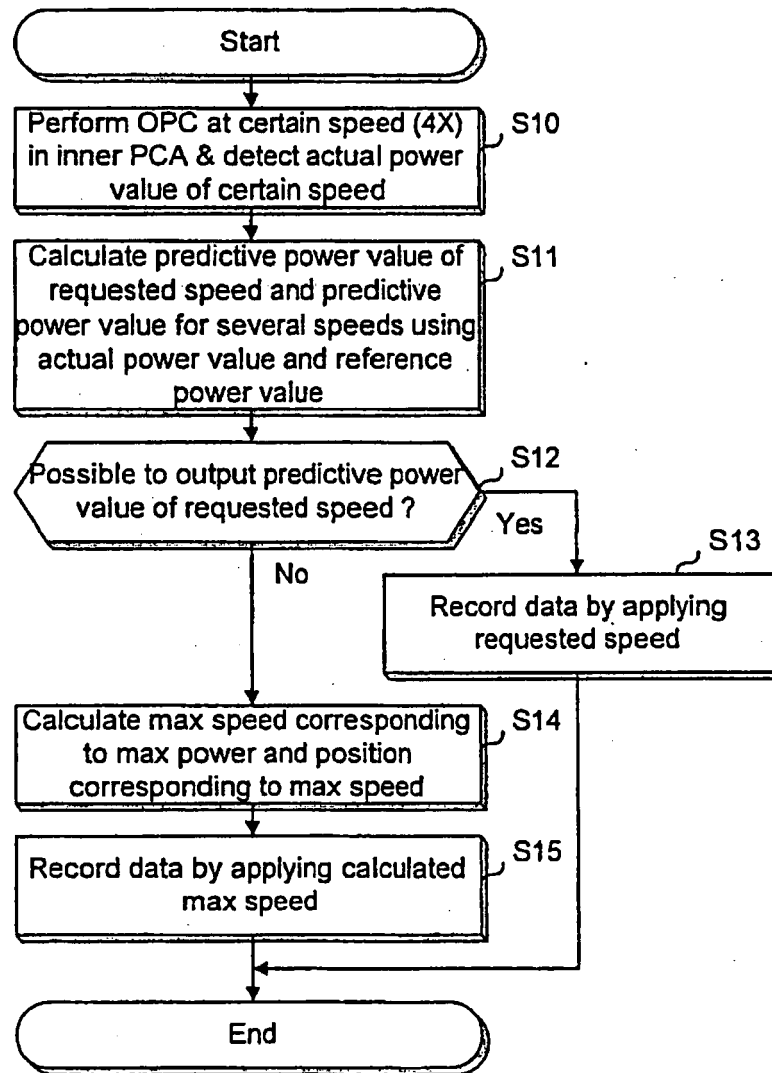 Start
Perform OPC at certain speed (4X)
in inner PCA & detect actual power
value of certain speed
S10
Calculate predictive power value of
requested speed and predictive
power value for several speeds using
actual power value and reference
power value
S11
Possible to output predictive power
value of requested speed ?
S12
Yes
No
S13
Record data by applying
requested speed
Calculate max speed corresponding
to max power and position
corresponding to max speed
S14
Record data by applying calculated
max speed
S15
End